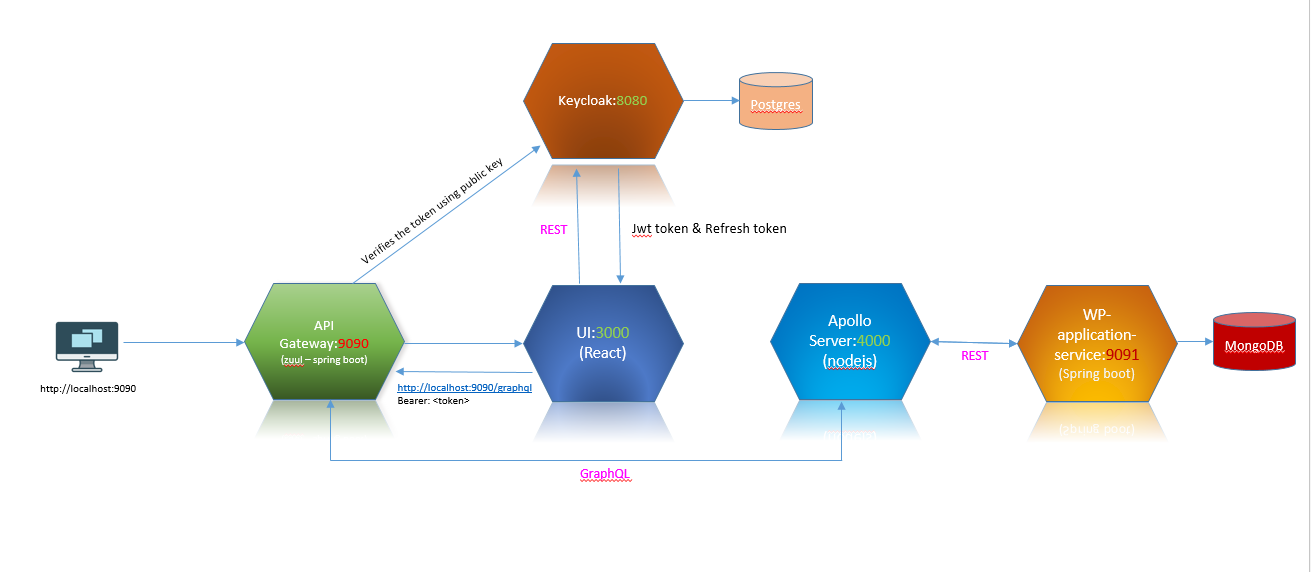 Keycloak:8080
Postgres
Verifies the token using public key
REST
Jwt token & Refresh token
API
Gateway:9090
(zuul – spring boot)
UI:3000
(React)
Apollo
Server:4000
(nodejs)
REST
WP-
application-
service:9091
(Spring boot)
MongoDB
http://localhost:9090
http://localhost:9090/graphql
Bearer: <token>
GraphQL